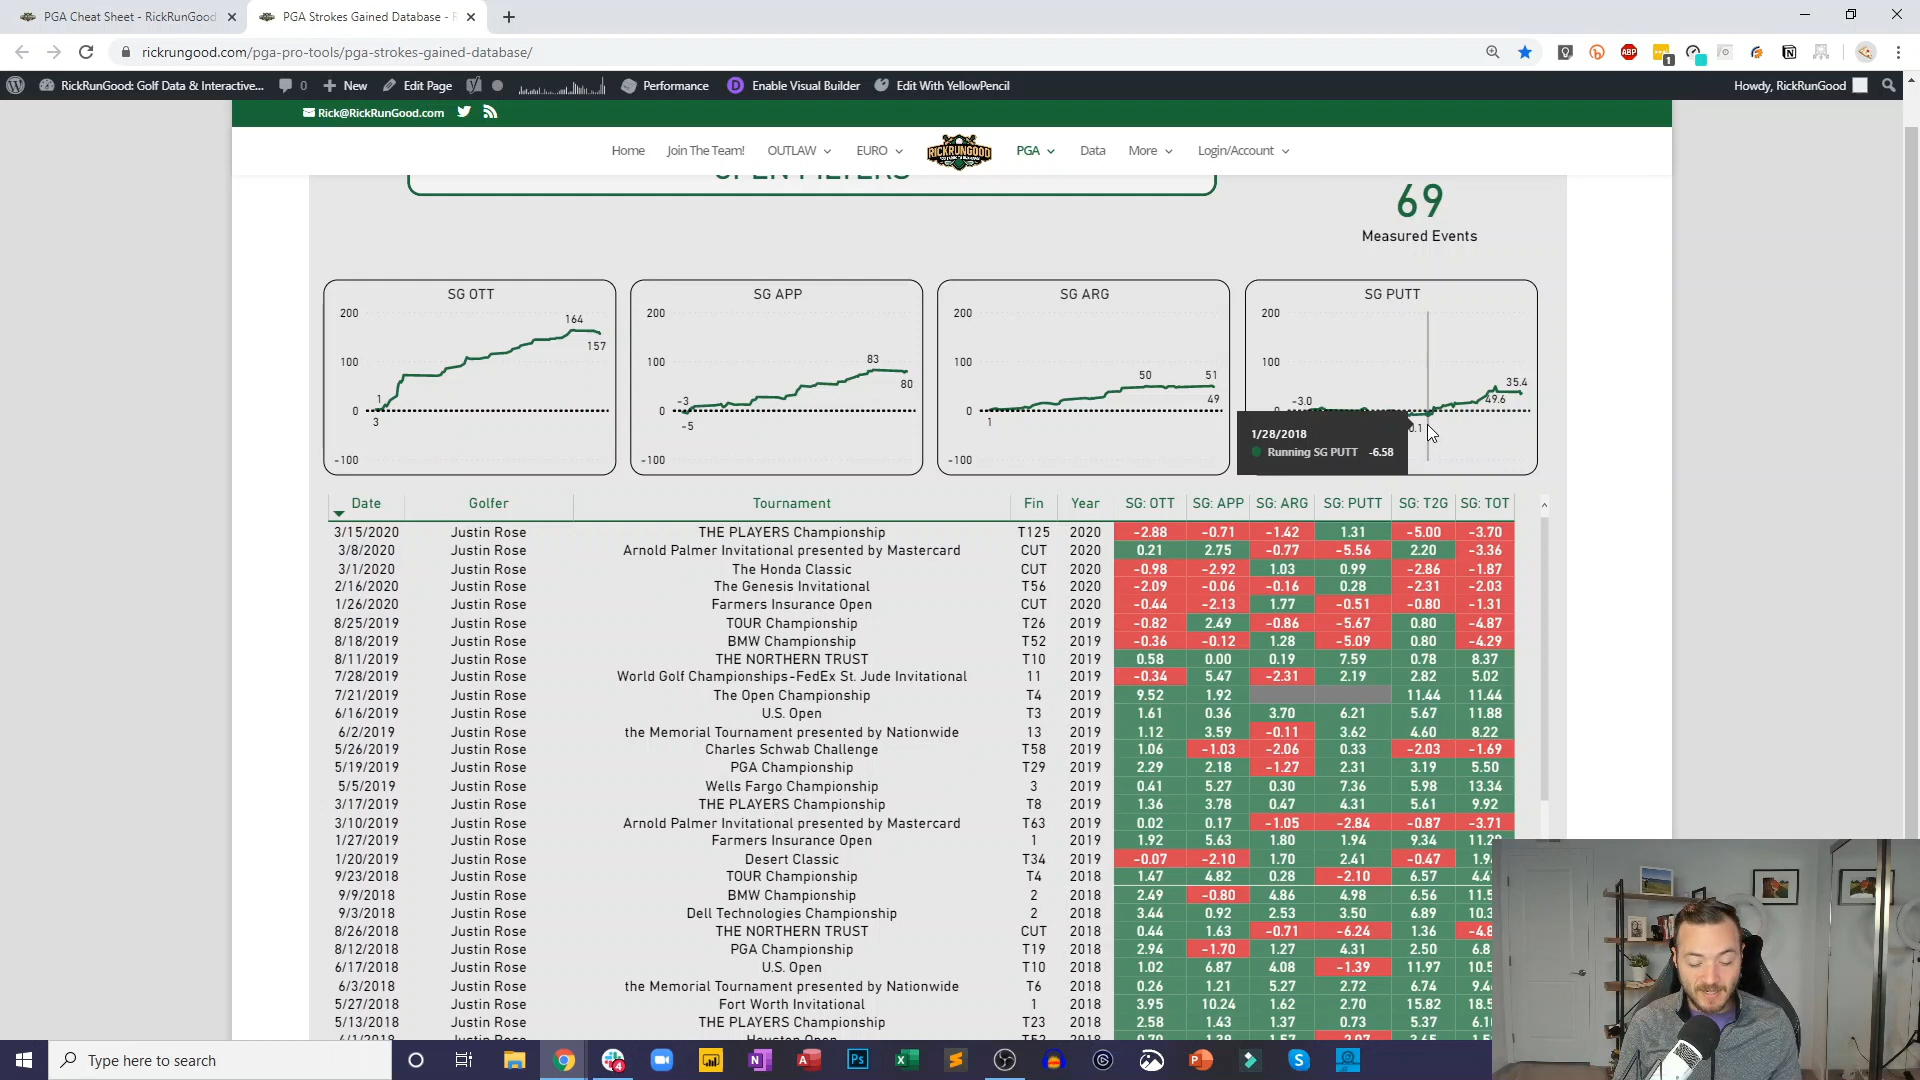 PGA Cheat Sheet - RickRunGood
PGA Strokes Gained Database - R
rickrungood.com/pga-pro-tools/pga-strokes-gained-database/
ABP
1
RickRunGood: Golf Data & Interactive...
0
New
Edit Page
Performance
Enable Visual Builder
Edit With YellowPencil
Howdy, RickRunGood
Rick@RickRunGood.com
Home
Join The Team!
OUTLAW
EURO
RICKRUNGOOD
PGA
Data
More
Login/Account
OPEN FILTERS
69
Measured Events
SG OTT
200
100
0
-100
1
3
164
157
SG APP
200
100
0
-100
-3
-5
83
80
SG ARG
200
100
0
-100
1
50
51
49
SG PUTT
200
100
0
-3.0
0.1
35.4
49.6
1/28/2018
Running SG PUTT -6.58
Date Golfer Tournament Fin Year SG: OTT SG: APP SG: ARG SG: PUTT SG: T2G SG: TOT
3/15/2020 Justin Rose THE PLAYERS Championship T125 2020 -2.88 -0.71 -1.42 1.31 -5.00 -3.70
3/8/2020 Justin Rose Arnold Palmer Invitational presented by Mastercard CUT 2020 0.21 2.75 -0.77 -5.56 2.20 -3.36
3/1/2020 Justin Rose The Honda Classic CUT 2020 -0.98 -2.92 1.03 0.99 -2.86 -1.87
2/16/2020 Justin Rose The Genesis Invitational T56 2020 -2.09 -0.06 -0.16 0.28 -2.31 -2.03
1/26/2020 Justin Rose Farmers Insurance Open CUT 2020 -0.44 -2.13 1.77 -0.51 -0.80 -1.31
8/25/2019 Justin Rose TOUR Championship T26 2019 -0.82 2.49 -0.86 -5.67 0.80 -4.87
8/18/2019 Justin Rose BMW Championship T52 2019 -0.36 -0.12 1.28 -5.09 0.80 -4.29
8/11/2019 Justin Rose THE NORTHERN TRUST T10 2019 0.58 0.00 0.19 7.59 0.78 8.37
7/28/2019 Justin Rose World Golf Championships-FedEx St. Jude Invitational 11 2019 -0.34 5.47 -2.31 2.19 2.82 5.02
7/21/2019 Justin Rose The Open Championship T4 2019 9.52 1.92 11.44 11.44
6/16/2019 Justin Rose U.S. Open T3 2019 1.61 0.36 3.70 6.21 5.67 11.88
6/2/2019 Justin Rose the Memorial Tournament presented by Nationwide 13 2019 1.12 3.59 -0.11 3.62 4.60 8.22
5/26/2019 Justin Rose Charles Schwab Challenge T58 2019 1.06 -1.03 -2.06 0.33 -2.03 -1.69
5/19/2019 Justin Rose PGA Championship T29 2019 2.29 2.18 -1.27 2.31 3.19 5.50
5/5/2019 Justin Rose Wells Fargo Championship 3 2019 0.41 5.27 0.30 7.36 5.98 13.34
3/17/2019 Justin Rose THE PLAYERS Championship T8 2019 1.36 3.78 0.47 4.31 5.61 9.92
3/10/2019 Justin Rose Arnold Palmer Invitational presented by Mastercard T63 2019 0.02 0.17 -1.05 -2.84 -0.87 -3.71
1/27/2019 Justin Rose Farmers Insurance Open 1 2019 1.92 5.63 1.80 1.94 9.34 11.29
1/20/2019 Justin Rose Desert Classic T34 2019 -0.07 -2.10 1.70 2.41 -0.47 1.9
9/23/2018 Justin Rose TOUR Championship T4 2018 1.47 4.82 0.28 -2.10 6.57 4.4
9/9/2018 Justin Rose BMW Championship 2 2018 2.49 -0.80 4.86 4.98 6.56 11.5
9/3/2018 Justin Rose Dell Technologies Championship 2 2018 3.44 0.92 2.53 3.50 6.89 10.3
8/26/2018 Justin Rose THE NORTHERN TRUST CUT 2018 0.44 1.63 -0.71 -6.24 1.36 -4.8
8/12/2018 Justin Rose PGA Championship T19 2018 2.94 -1.70 1.27 4.31 2.50 6.8
6/17/2018 Justin Rose U.S. Open T10 2018 1.02 6.87 4.08 -1.39 11.97 10.5
6/3/2018 Justin Rose the Memorial Tournament presented by Nationwide T6 2018 0.26 1.21 5.27 2.72 6.74 9.4
5/27/2018 Justin Rose Fort Worth Invitational 1 2018 3.95 10.24 1.62 2.70 15.82 18.5
5/13/2018 Justin Rose THE PLAYERS Championship T23 2018 2.58 1.43 1.37 0.73 5.37 6.1
Justin Rose Houston Open T52 2018
Type here to search
4